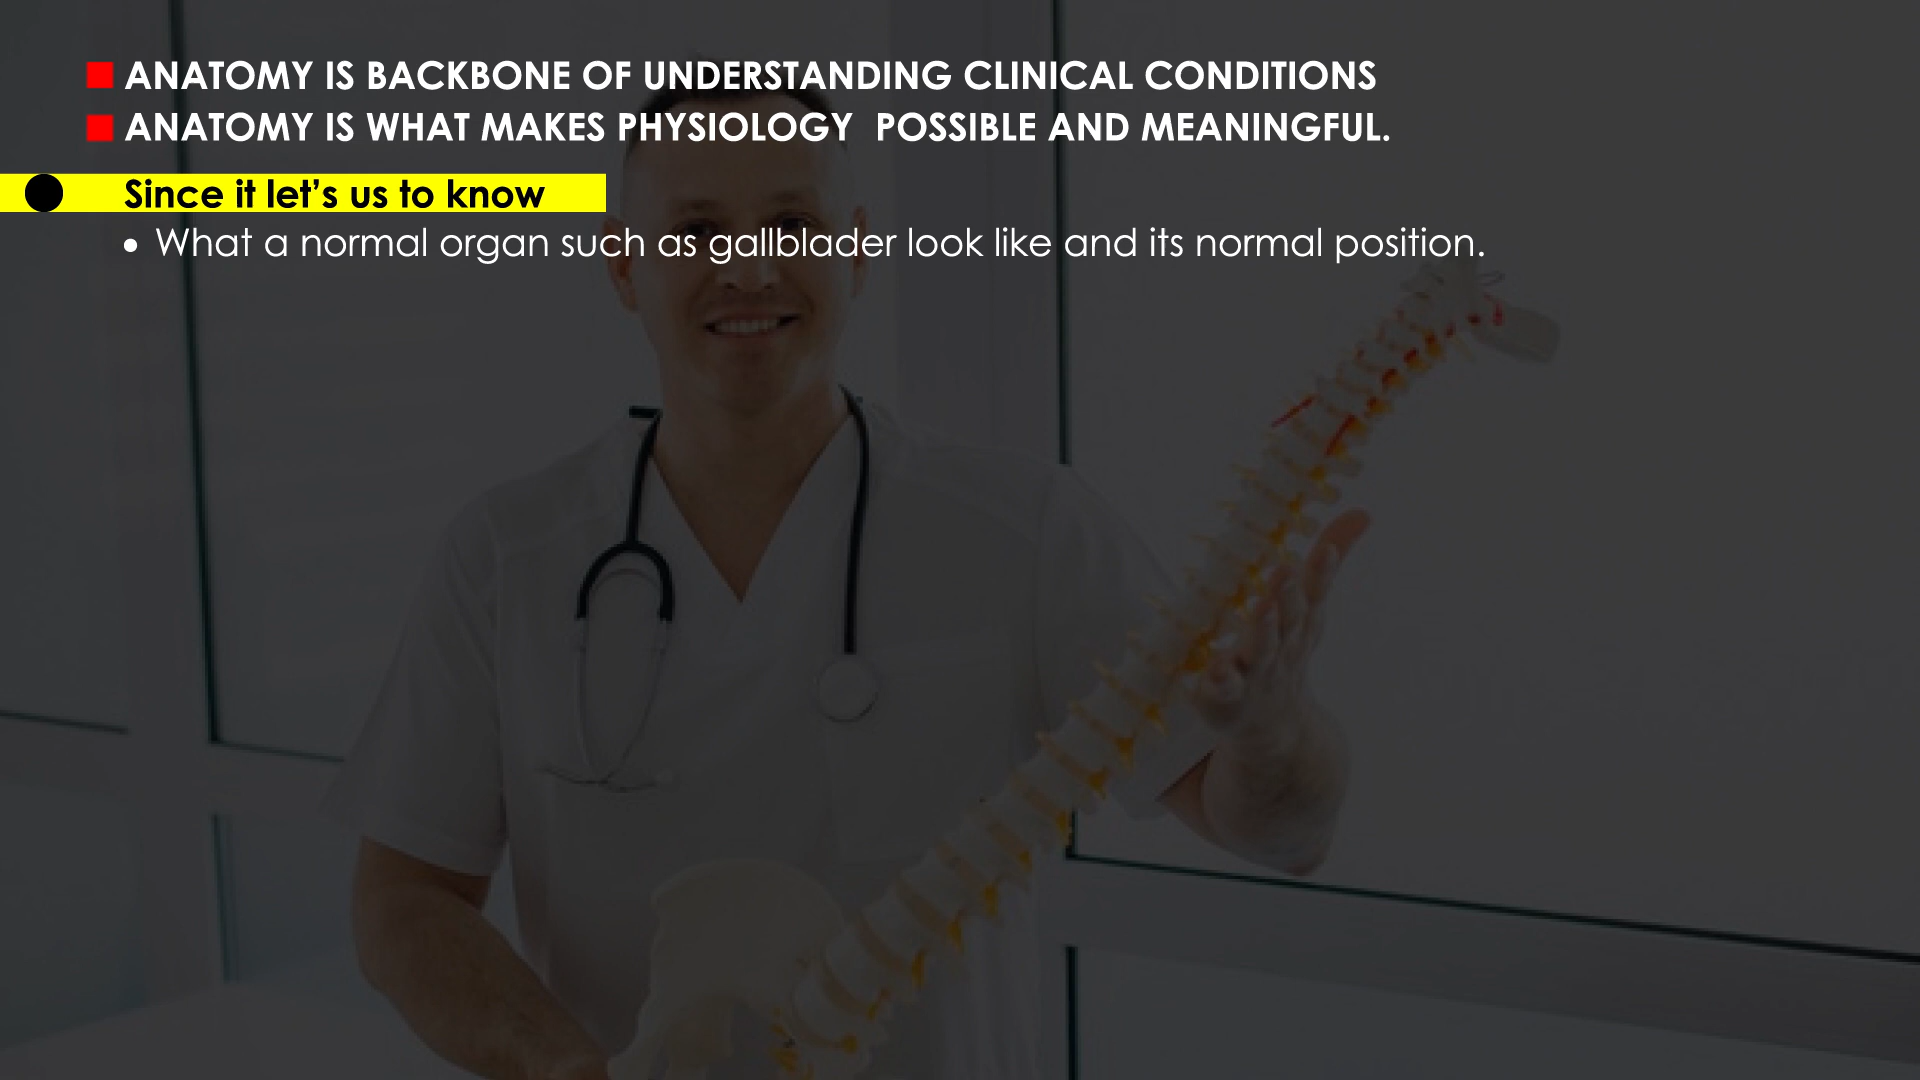 ANATOMY IS BACKBONE OF UNDERSTANDING CLINICAL CONDITIONS
ANATOMY IS WHAT MAKES PHYSIOLOGY  POSSIBLE AND MEANINGFUL.
Since it let’s us to know
• What a normal organ such as gallblader look like and its normal position.